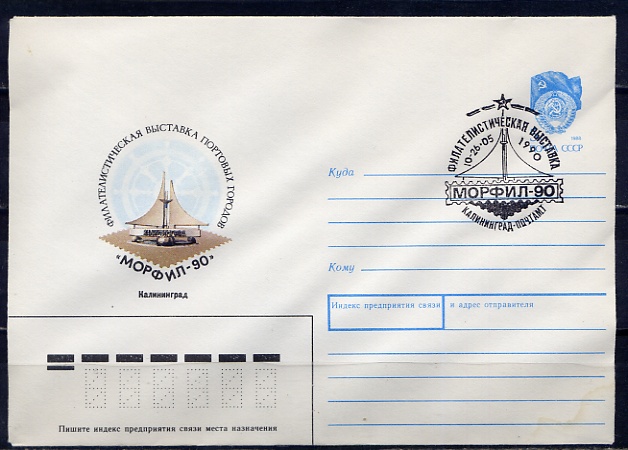 ФИЛАТЕЛИСТИЧЕСКАЯ ВЫСТАВКА ПОРТОВЫХ ГОРОДОВ
«МОРФИЛ-90»
Калининград
ФИЛАТЕЛИСТИЧЕСКАЯ ВЫСТАВКА
10-26·05 1990
МОРФИЛ-90
КАЛИНИНГРАД-ПОЧТАМТ
СССР
Куда
Кому
Индекс предприятия связи и адрес отправителя
Пишите индекс предприятия связи места назначения